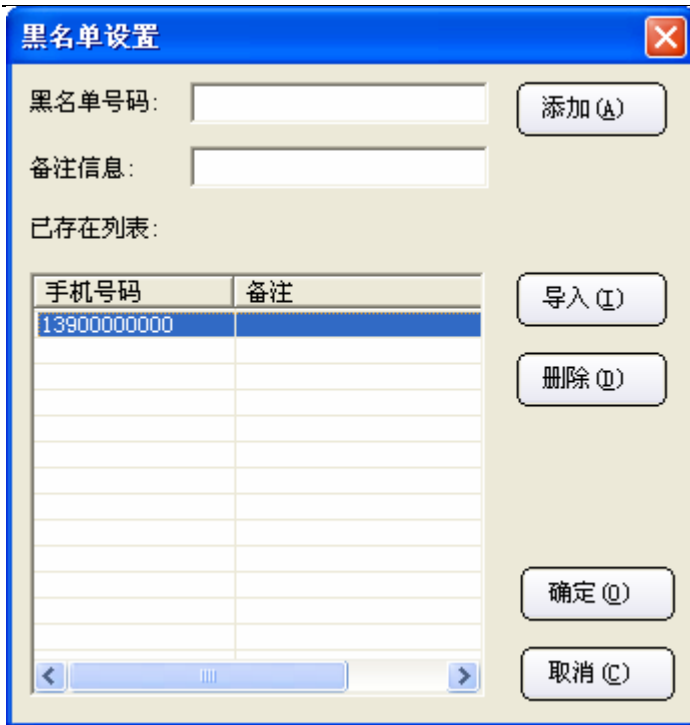 黑名单设置
黑名单号码:
添加(A)
备注信息:
已存在列表:
手机号码 备注
13900000000
导入(I)
删除(D)
确定(O)
取消(C)